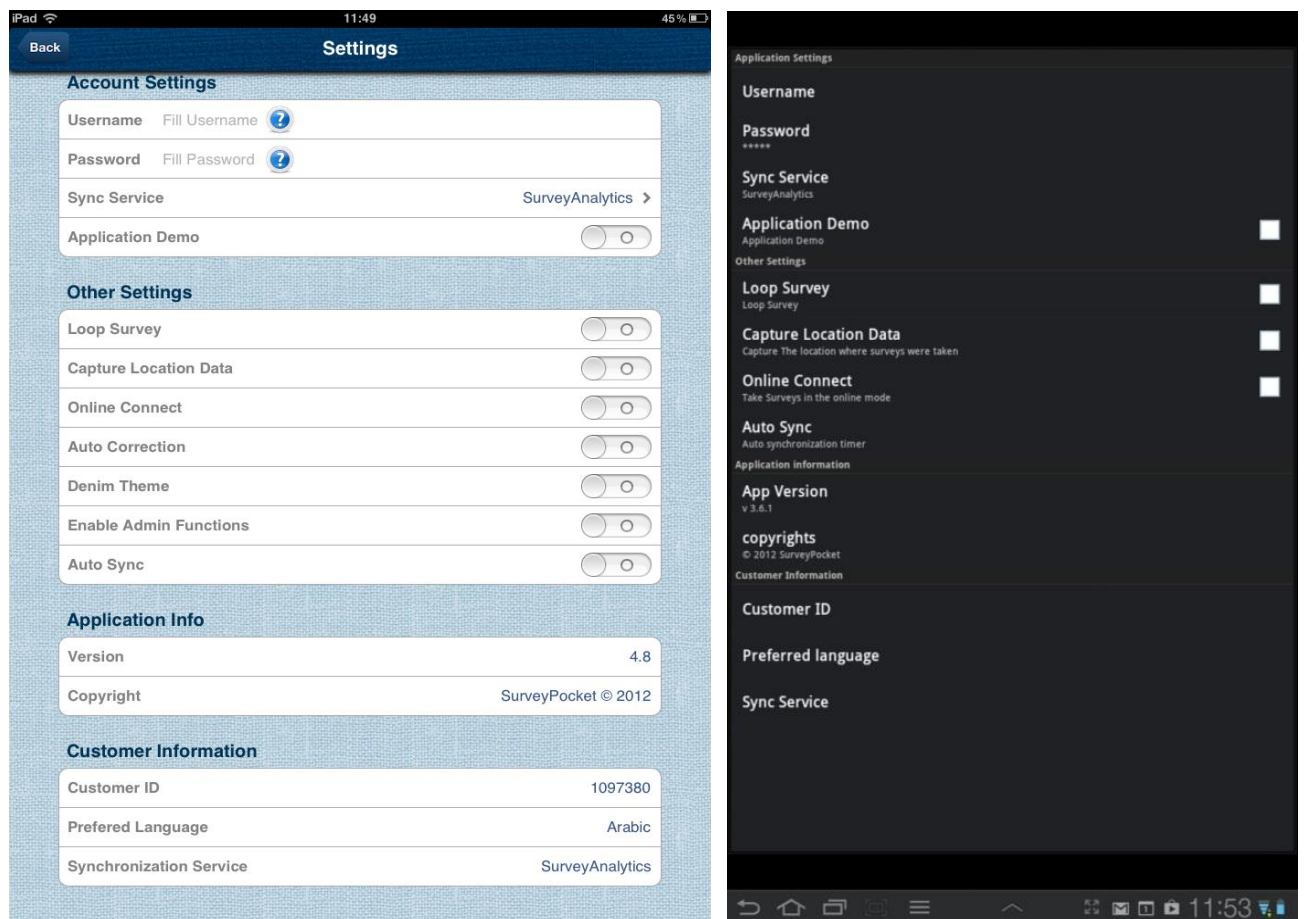 iPad 11:49 45%
Back Settings
Account Settings
Username Fill Username ?
Password Fill Password ?
Sync Service SurveyAnalytics >
Application Demo
Other Settings
Loop Survey
Capture Location Data
Online Connect
Auto Correction
Denim Theme
Enable Admin Functions
Auto Sync
Application Info
Version 4.8
Copyright SurveyPocket © 2012
Customer Information
Customer ID 1097380
Prefered Language Arabic
Synchronization Service SurveyAnalytics
Application Settings
Username
Password
*****
Sync Service
SurveyAnalytics
Application Demo
Application Demo
Other Settings
Loop Survey
Loop Survey
Capture Location Data
Capture The location where surveys were taken
Online Connect
Take Surveys in the online mode
Auto Sync
Auto synchronization timer
Application information
App Version
v 3.6.1
copyrights
© 2012 SurveyPocket
Customer Information
Customer ID
Preferred language
Sync Service
1 11:53